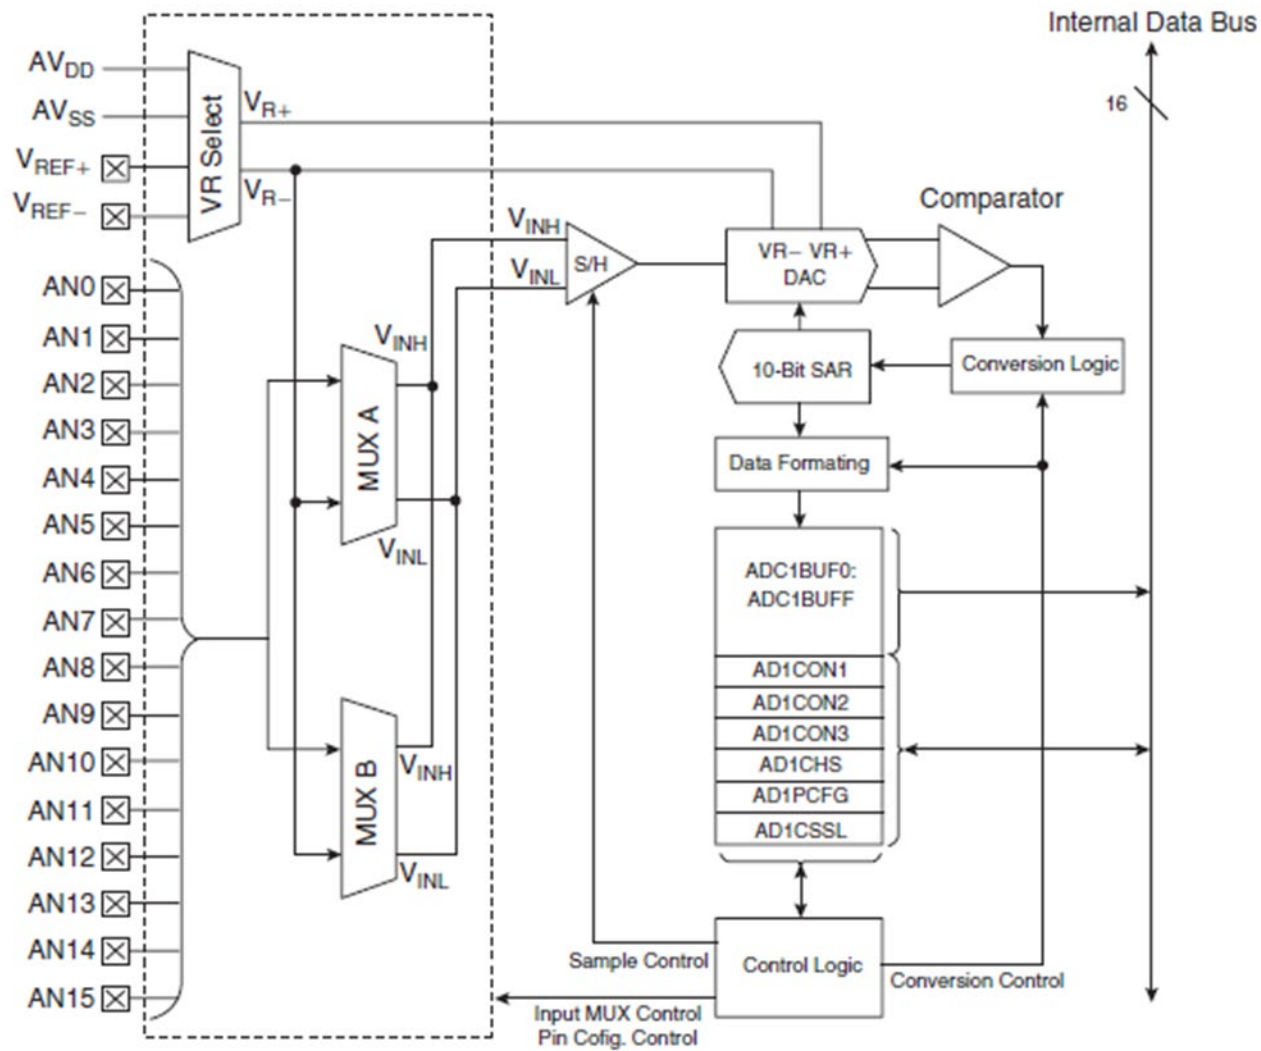 Internal Data Bus
16
AVDD
AVSS
VREF+
VREF−
VR Select
VR+
VR−
Comparator
VINH
VINL
S/H
VR− VR+
DAC
AN0
AN1
AN2
AN3
AN4
AN5
AN6
AN7
AN8
AN9
AN10
AN11
AN12
AN13
AN14
AN15
VINH
MUX A
VINL
10-Bit SAR
Conversion Logic
Data Formating
ADC1BUF0:
ADC1BUFF
AD1CON1
AD1CON2
AD1CON3
AD1CHS
AD1PCFG
AD1CSSL
MUX B
VINH
VINL
Sample Control
Control Logic
Conversion Control
Input MUX Control
Pin Cofig. Control